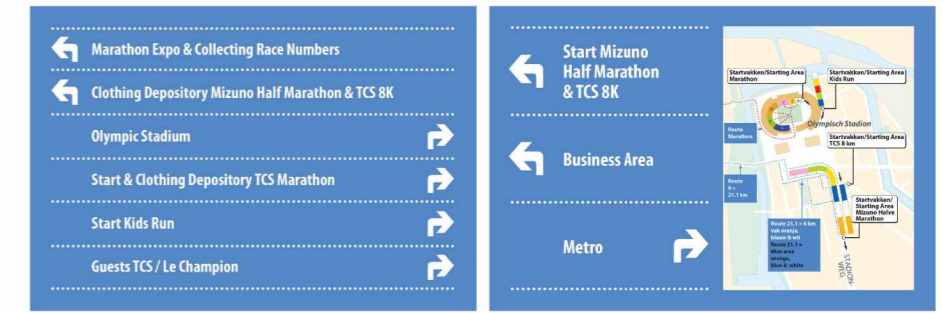 Marathon Expo & Collecting Race Numbers
Clothing Depository Mizuno Half Marathon & TCS 8K
Olympic Stadium
Start & Clothing Depository TCS Marathon
Start Kids Run
Guests TCS / Le Champion
Start Mizuno
Half Marathon
& TCS 8K
Business Area
Metro
Startvakken/Starting Area
Marathon
Startvakken/Starting Area
Kids Run
Olympisch Stadion
Route
Marathon
Startvakken/Starting Area
TCS 8 km
Route
8 +
21,1 km
Startvakken/
Starting Area
Mizuno Halve
Marathon
Route 21,1 + 8 km
vak oranje,
blauw & wit
Route 21,1 +
8km area
orange,
blue & white
STADION-
WEG